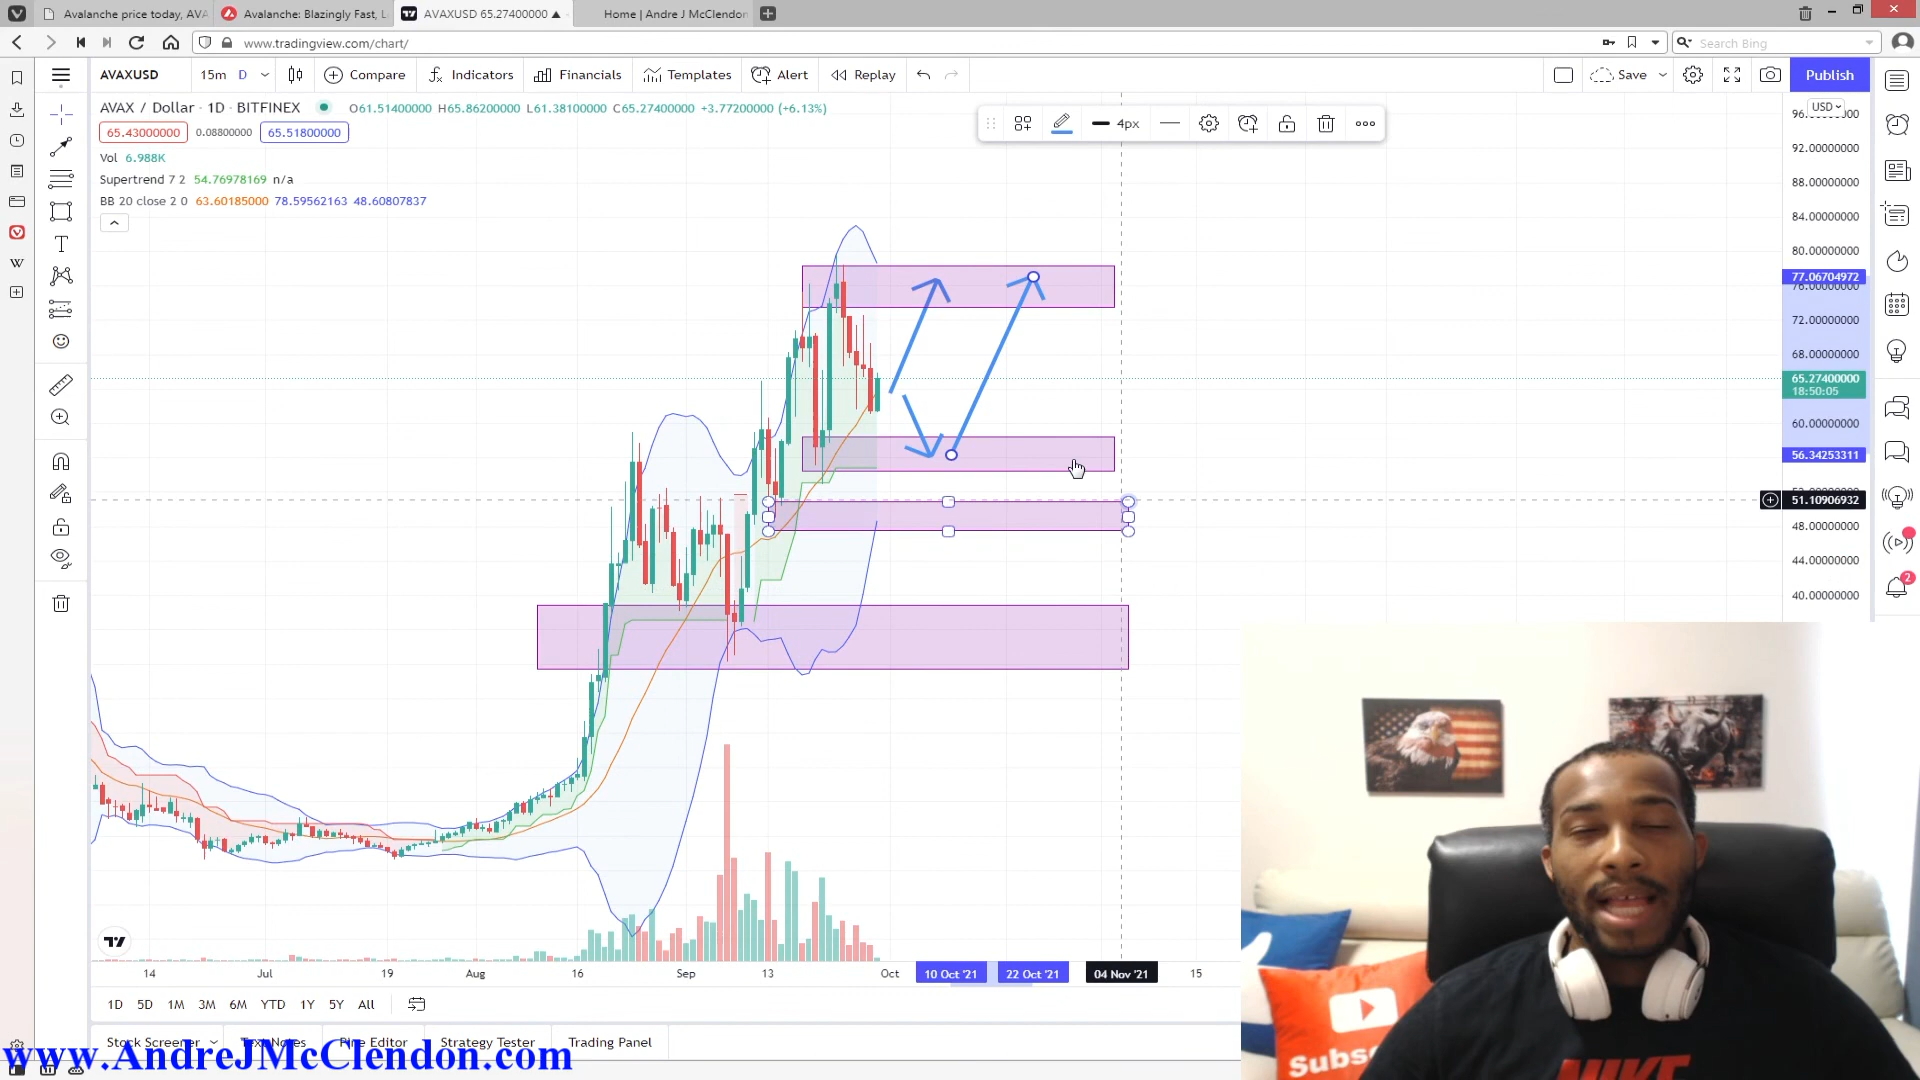 Avalanche price today, AVA
Avalanche: Blazingly Fast, L
AVAXUSD 65.27400000 ▲
Home | Andre J McClendon
www.tradingview.com/chart/
Search Bing
AVAXUSD
15m
D
Compare
Indicators
Financials
Templates
Alert
Replay
Save
Publish
AVAX / Dollar · 1D · BITFINEX
O61.51400000 H65.86200000 L61.38100000 C65.27400000 +3.77200000 (+6.13%)
65.43000000
0.08800000
65.51800000
Vol 6.988K
Supertrend 7 2 54.76978169 n/a
BB 20 close 2 0 63.60185000 78.59562163 48.60807837
4px
USD
92.00000000
88.00000000
84.00000000
80.00000000
77.06704972
76.00000000
72.00000000
68.00000000
65.27400000
18:50:05
60.00000000
56.34253311
51.10906932
48.00000000
44.00000000
40.00000000
2
W
T
14
Jul
19
Aug
16
Sep
13
Oct
10 Oct '21
22 Oct '21
04 Nov '21
15
1D
5D
1M
3M
6M
YTD
1Y
5Y
All
Stock Screener
Text Notes
Pine Editor
Strategy Tester
Trading Panel
www.AndreJMcClendon.com
Subsc
NIKE